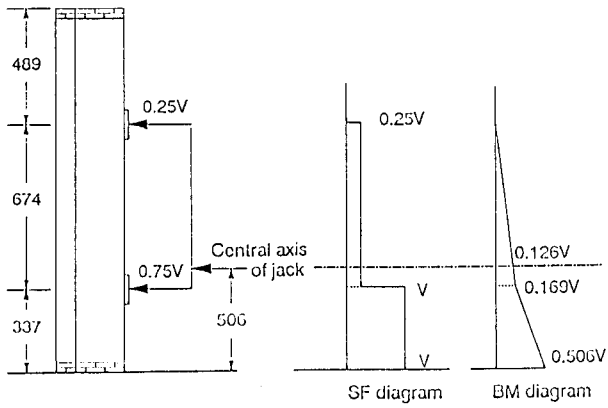 489
0.25V
0.25V
674
Central axis
of jack
0.126V
0.75V
0.169V
V
337
506
V
0.506V
SF diagram
BM diagram